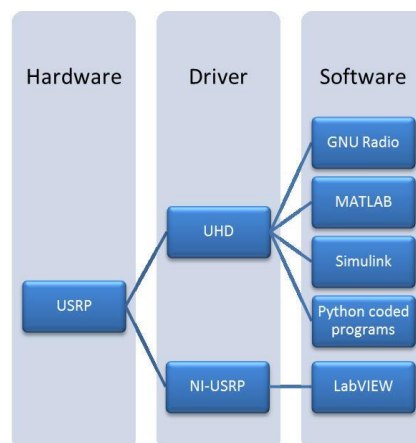 Hardware
Driver
Software
USRP
UHD
NI-USRP
GNU Radio
MATLAB
Simulink
Python coded
programs
LabVIEW